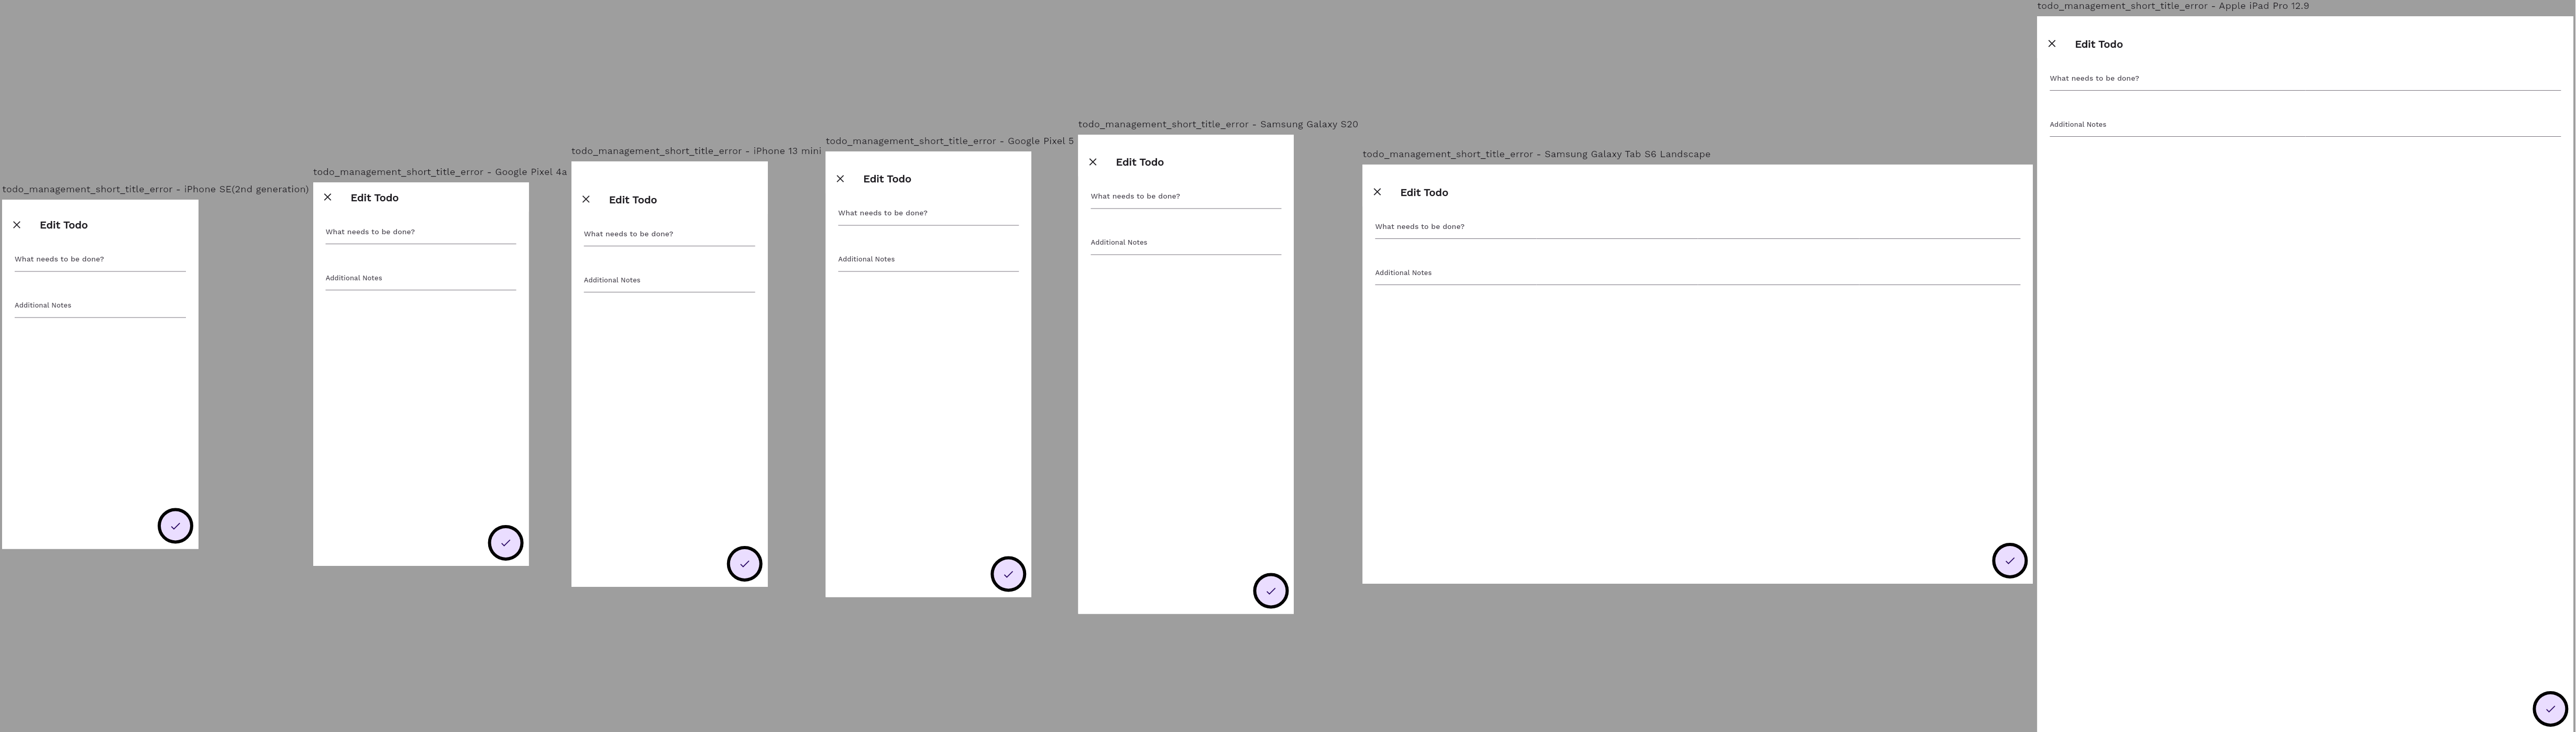 todo_management_short_title_error - iPhone SE(2nd generation)
Edit Todo
What needs to be done?
Additional Notes
todo_management_short_title_error - Google Pixel 4a
Edit Todo
What needs to be done?
Additional Notes
todo_management_short_title_error - iPhone 13 mini
Edit Todo
What needs to be done?
Additional Notes
todo_management_short_title_error - Google Pixel 5
Edit Todo
What needs to be done?
Additional Notes
todo_management_short_title_error - Samsung Galaxy S20
Edit Todo
What needs to be done?
Additional Notes
todo_management_short_title_error - Samsung Galaxy Tab S6 Landscape
Edit Todo
What needs to be done?
Additional Notes
todo_management_short_title_error - Apple iPad Pro 12.9
Edit Todo
What needs to be done?
Additional Notes